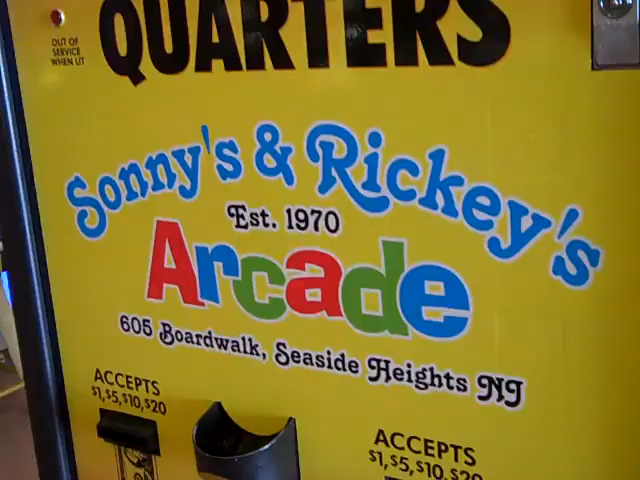 QUARTERS
OUT OF
SERVICE
WHEN LIT
Sonny's & Rickey's
Est. 1970
Arcade
605 Boardwalk, Seaside Heights NJ
ACCEPTS
$1,$5,$10,$20
ACCEPTS
$1,$5,$10,$20